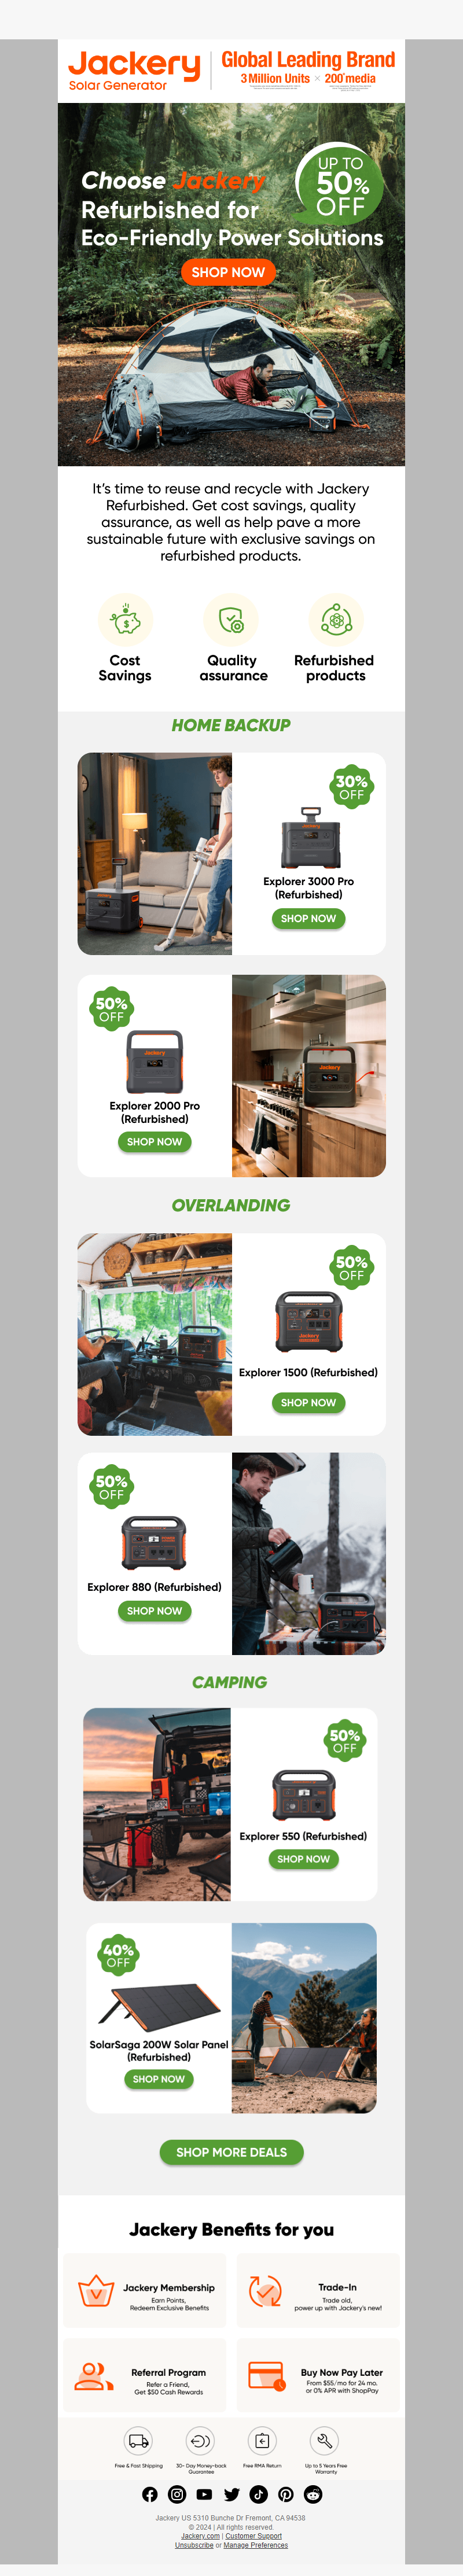 Jackery
Solar Generator
Global Leading Brand
3 Million Units × 200+ media
UP TO
50%
OFF
Choose Jackery
Refurbished for
Eco-Friendly Power Solutions
SHOP NOW
It's time to reuse and recycle with Jackery
Refurbished. Get cost savings, quality
assurance, as well as help pave a more
sustainable future with exclusive savings on
refurbished products.
Cost
Savings
Quality
assurance
Refurbished
products
HOME BACKUP
30%
OFF
Jackery
Explorer 3000 Pro
(Refurbished)
SHOP NOW
50%
OFF
Jackery
Explorer 2000 Pro
(Refurbished)
SHOP NOW
Jackery
OVERLANDING
50%
OFF
Jackery
Explorer 1500 (Refurbished)
SHOP NOW
50%
OFF
Explorer 880 (Refurbished)
SHOP NOW
CAMPING
50%
OFF
Explorer 550 (Refurbished)
SHOP NOW
40%
OFF
SolarSaga 200W Solar Panel
(Refurbished)
SHOP NOW
SHOP MORE DEALS
Jackery Benefits for you
Jackery Membership
Earn Points,
Redeem Exclusive Benefits
Trade-In
Trade old,
power up with Jackery's new!
Referral Program
Refer a Friend,
Get $50 Cash Rewards
Buy Now Pay Later
From $55/mo for 24 mo.
or 0% APR with ShopPay
Free & Fast Shipping
30- Day Money-back
Guarantee
Free RMA Return
Up to 5 Years Free
Warranty
Jackery US 5310 Bunche Dr Fremont, CA 94538
© 2024 | All rights reserved.
Jackery.com | Customer Support
Unsubscribe or Manage Preferences